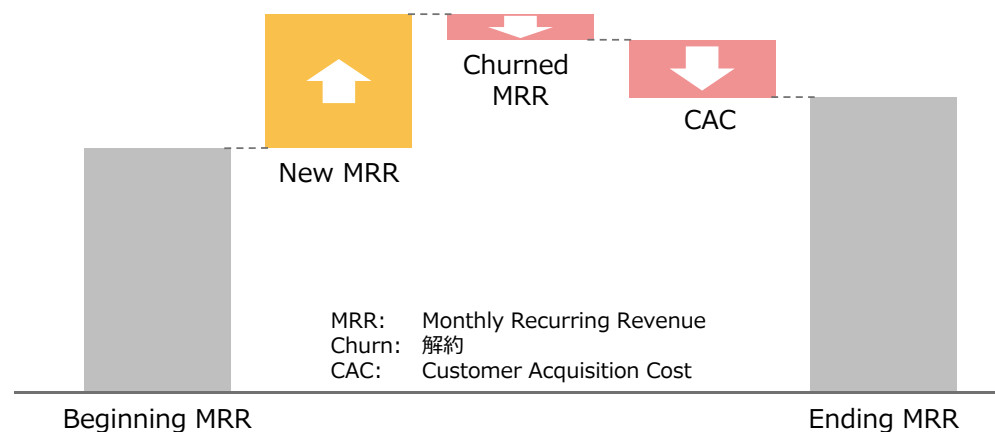 Churned
MRR
CAC
New MRR
MRR: Monthly Recurring Revenue
Churn: 解約
CAC: Customer Acquisition Cost
Beginning MRR
Ending MRR